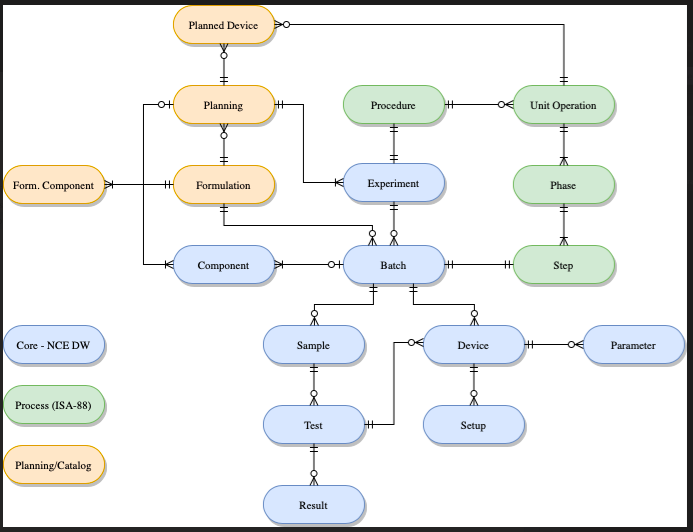 Planned Device
Planning
Procedure
Unit Operation
Form. Component
Formulation
Experiment
Phase
Component
Batch
Step
Core - NCE DW
Sample
Device
Parameter
Process (ISA-88)
Test
Setup
Planning/Catalog
Result